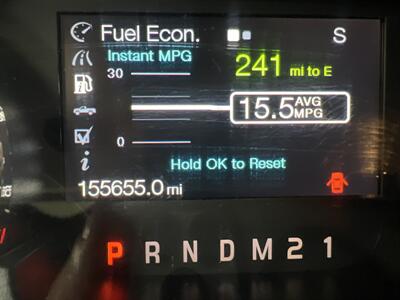 Fuel Econ. S
Instant MPG
30
241 mi to E
15.5 AVG MPG
0
Hold OK to Reset
155655.0 mi
P R N D M 2 1